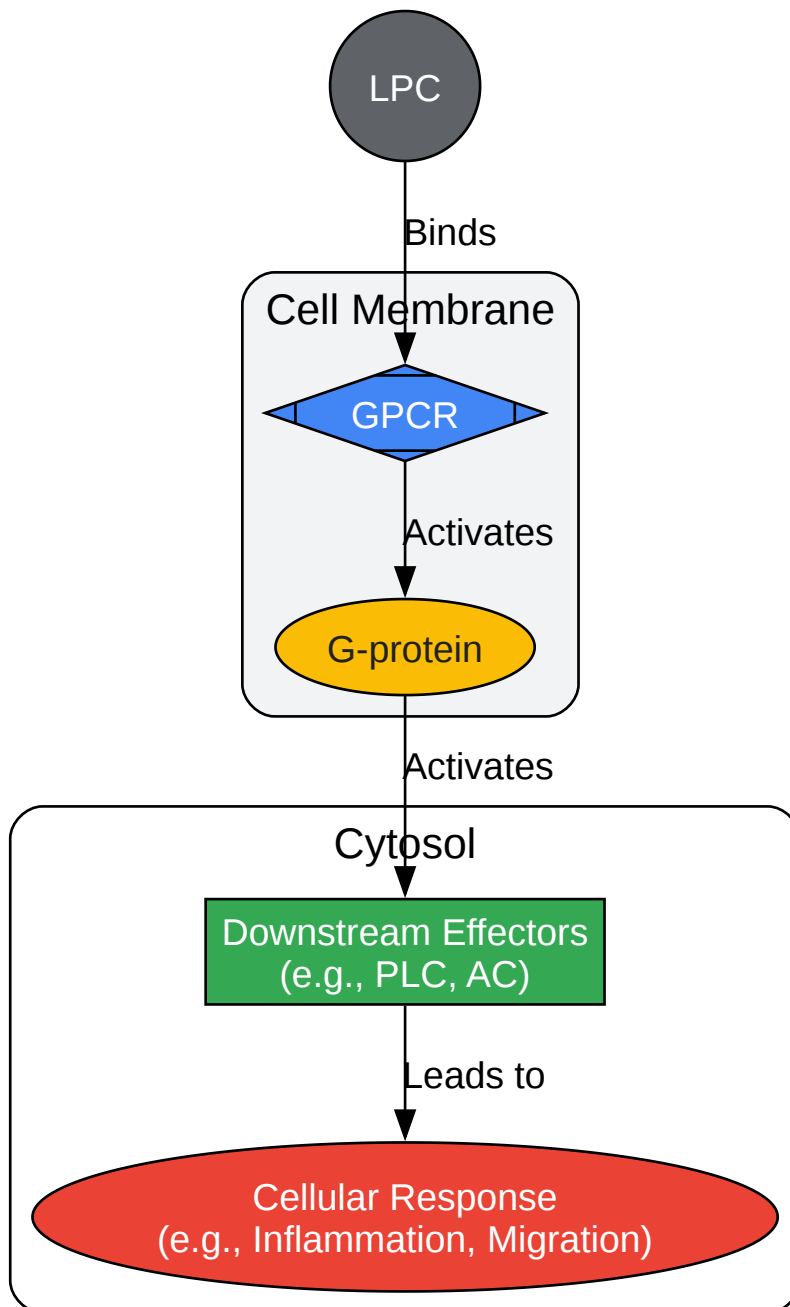 LPC
Binds
Cell Membrane
GPCR
Activates
G-protein
Activates
Cytosol
Downstream Effectors
(e.g., PLC, AC)
Leads to
Cellular Response
(e.g., Inflammation, Migration)